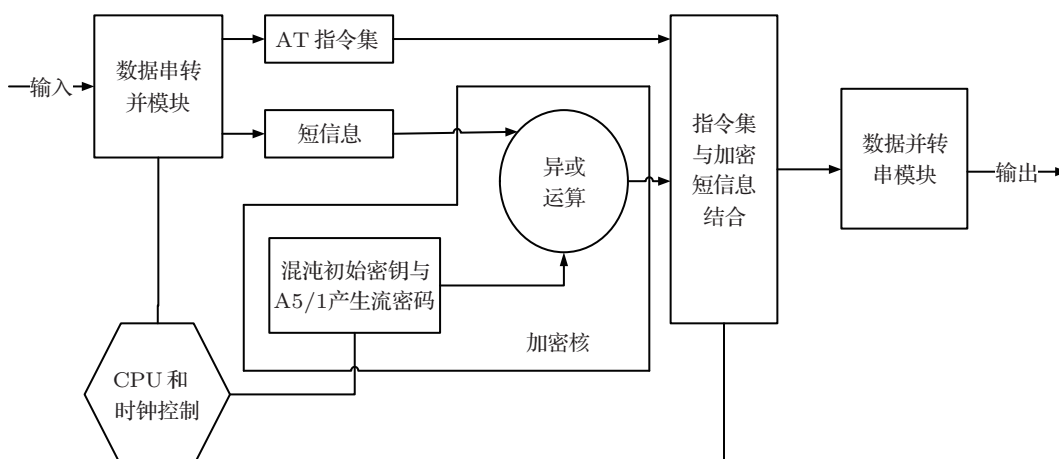 输入
数据串转
并模块
AT 指令集
短信息
异或
运算
混沌初始密钥与
A5/1产生流密码
加密核
CPU 和
时钟控制
指令集
与加密
短信息
结合
数据并转
串模块
输出